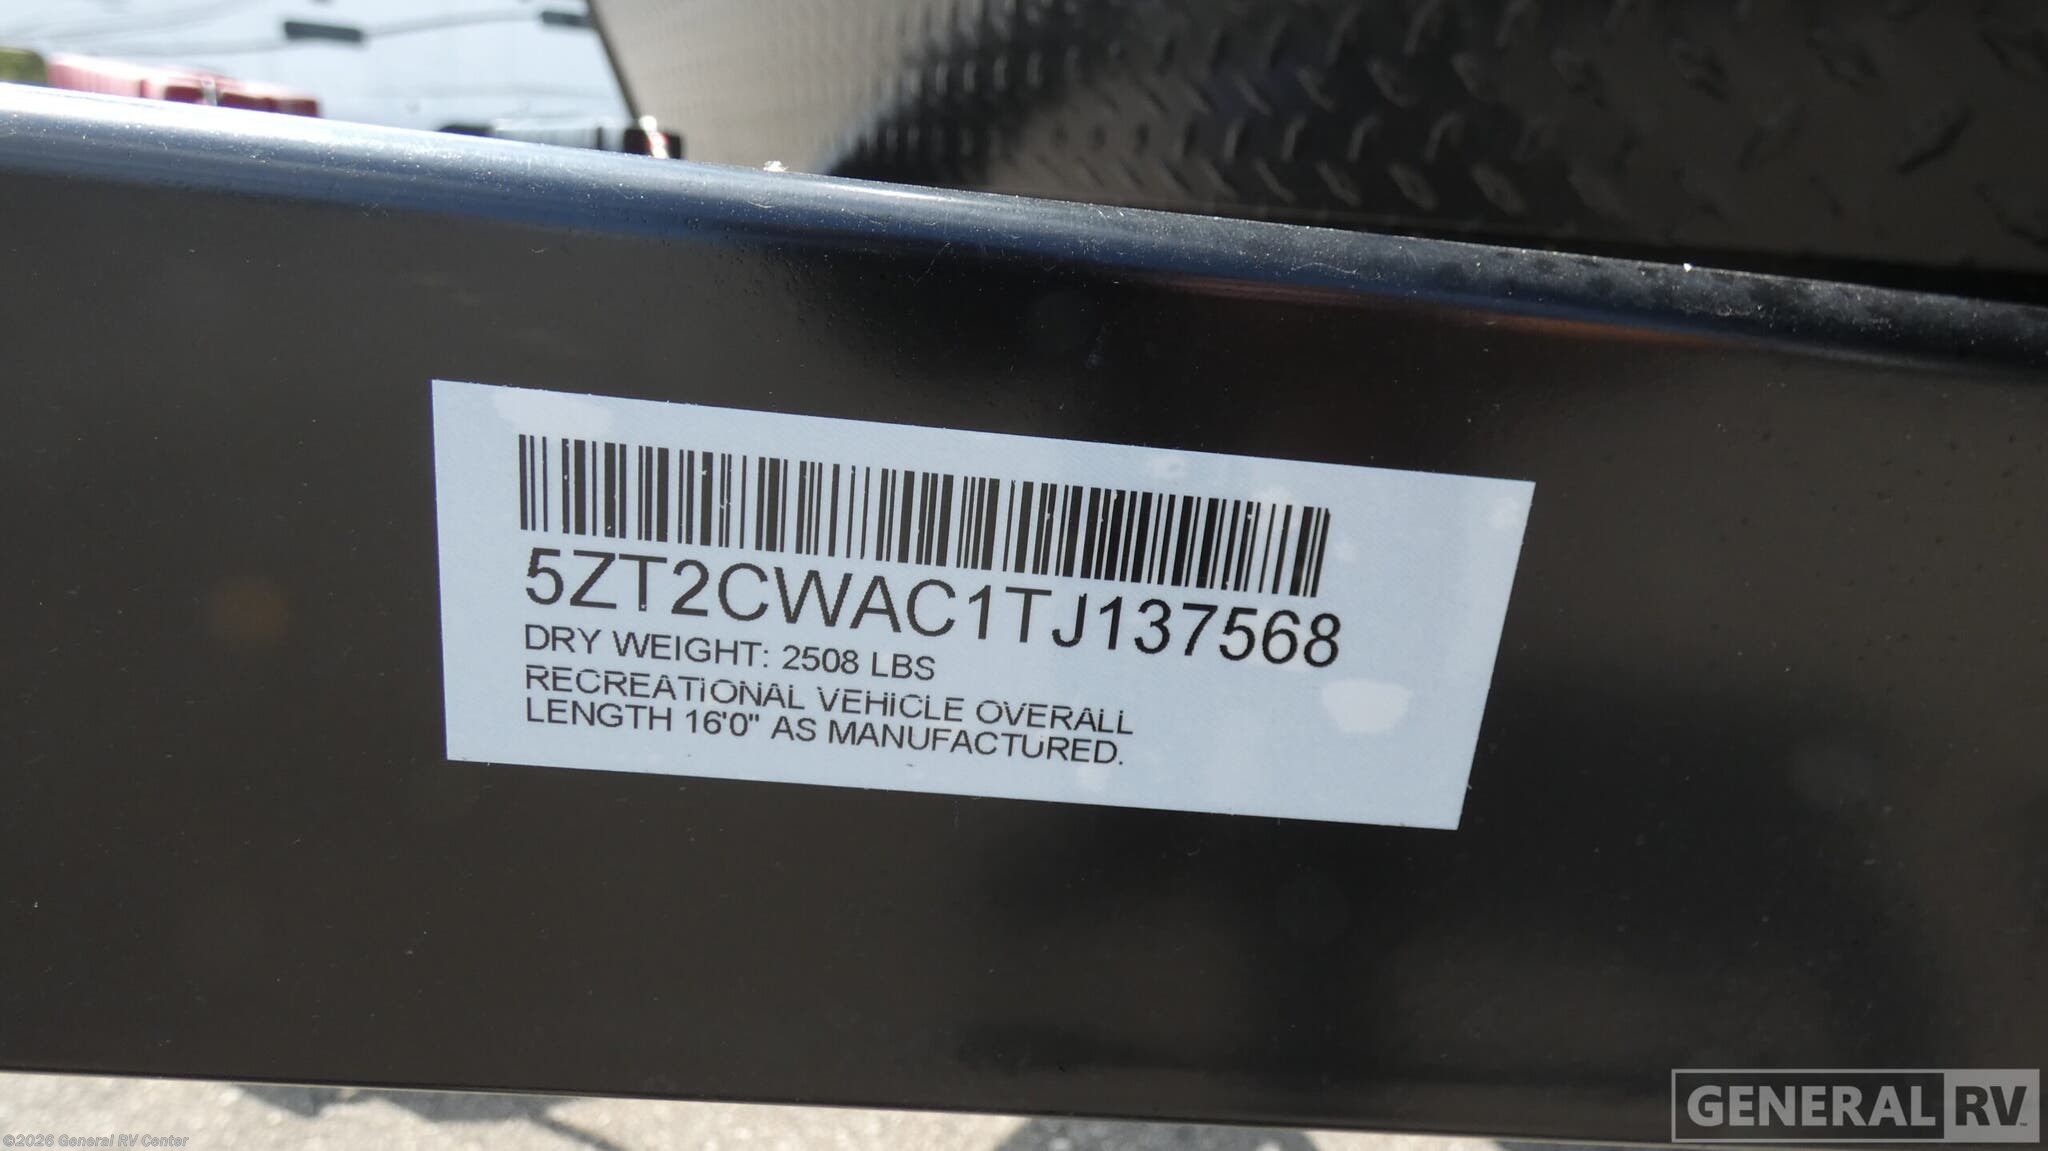 5ZT2CWAC1TJ137568
DRY WEIGHT: 2508 LBS
RECREATIONAL VEHICLE OVERALL
LENGTH 16'0" AS MANUFACTURED.
GENERAL RV
©2026 General RV Center